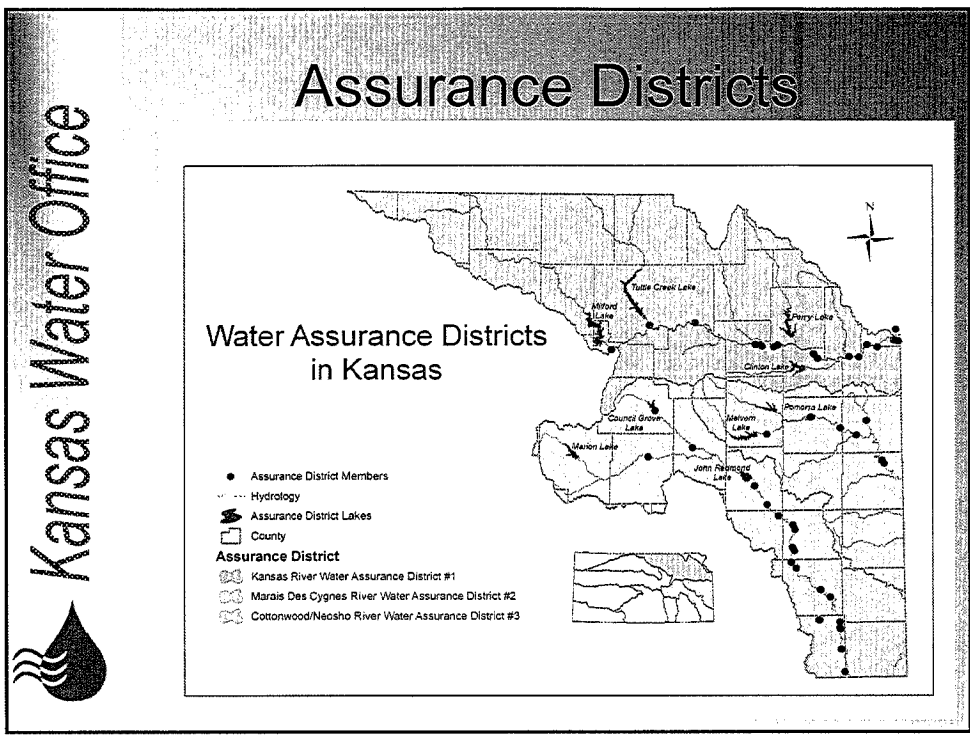 Assurance Districts
Kansas Water Office
Water Assurance Districts
in Kansas
N
Tuttle Creek Lake
Milford
Lake
Perry Lake
Clinton Lake
Council Grove
Lake
Melvern
Lake
Pomona Lake
Marion Lake
John Redmond
Lake
Assurance District Members
Hydrology
Assurance District Lakes
County
Assurance District
Kansas River Water Assurance District #1
Marais Des Cygnes River Water Assurance District #2
Cottonwood/Neosho River Water Assurance District #3